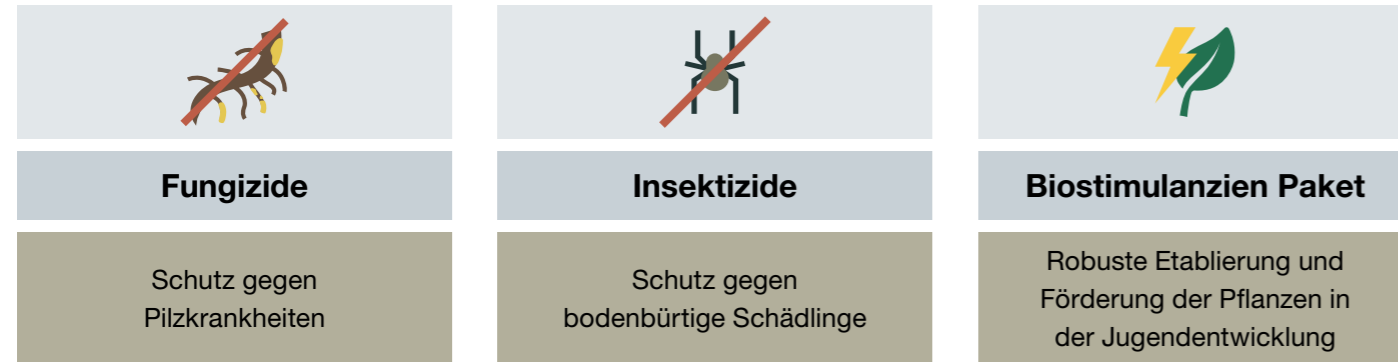 Fungizide
Insektizide
Biostimulanzien Paket
Schutz gegen
Pilzkrankheiten
Schutz gegen
bodenbürtige Schädlinge
Robuste Etablierung und
Förderung der Pflanzen in
der Jugendentwicklung